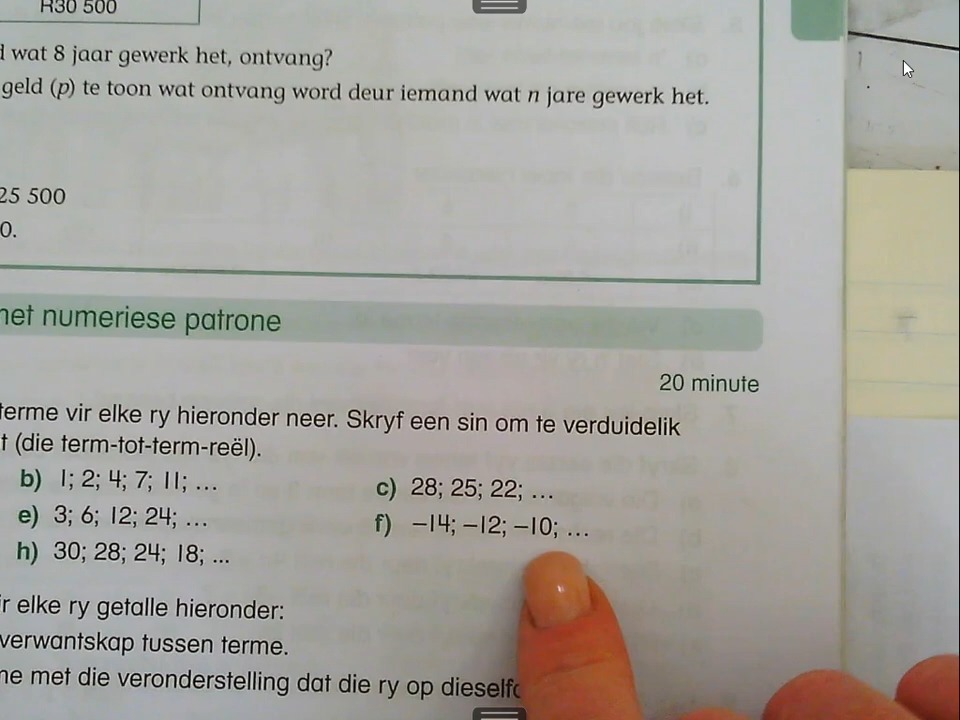 R30 500
wat 8 jaar gewerk het, ontvang?
geld (p) te toon wat ontvang word deur iemand wat n jare gewerk het.
25 500
0.
numeriese patrone
20 minute
terme vir elke ry hieronder neer. Skryf een sin om te verduidelik
(die term-tot-term-reël).
b) 1; 2; 4; 7; 11; ... c) 28; 25; 22; ...
e) 3; 6; 12; 24; ... f) –14; –12; –10; ...
h) 30; 28; 24; 18; ...
elke ry getalle hieronder:
verwantskap tussen terme.
met die veronderstelling dat die ry op